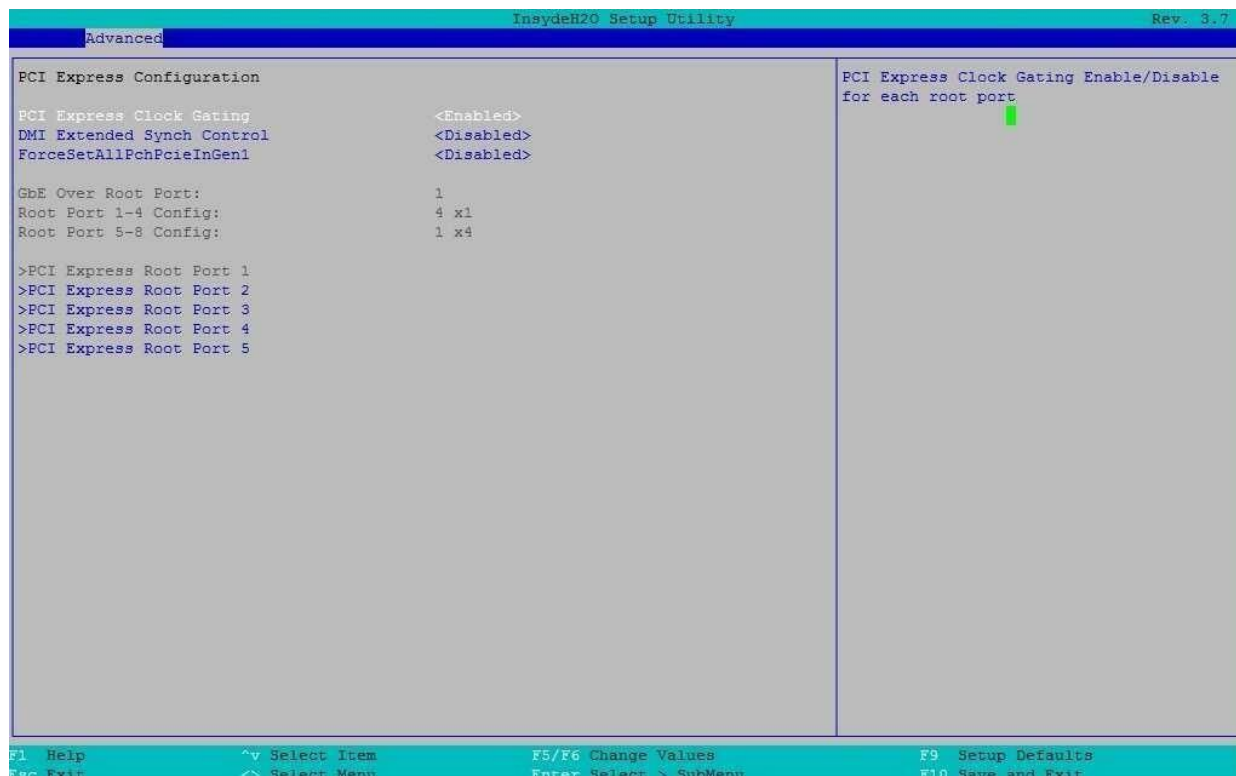 InsydeH2O Setup Utility Rev. 3.7
Advanced
PCI Express Configuration
PCI Express Clock Gating <Enabled>
DMI Extended Synch Control <Disabled>
ForceSetAllPchPcieInGen1 <Disabled>
GbE Over Root Port: 1
Root Port 1-4 Config: 4 x1
Root Port 5-8 Config: 1 x4
>PCI Express Root Port 1
>PCI Express Root Port 2
>PCI Express Root Port 3
>PCI Express Root Port 4
>PCI Express Root Port 5
PCI Express Clock Gating Enable/Disable
for each root port
F1 Help ^v Select Item F5/F6 Change Values F9 Setup Defaults
Esc Exit <> Select Menu Enter Select > SubMenu F10 Save and Exit